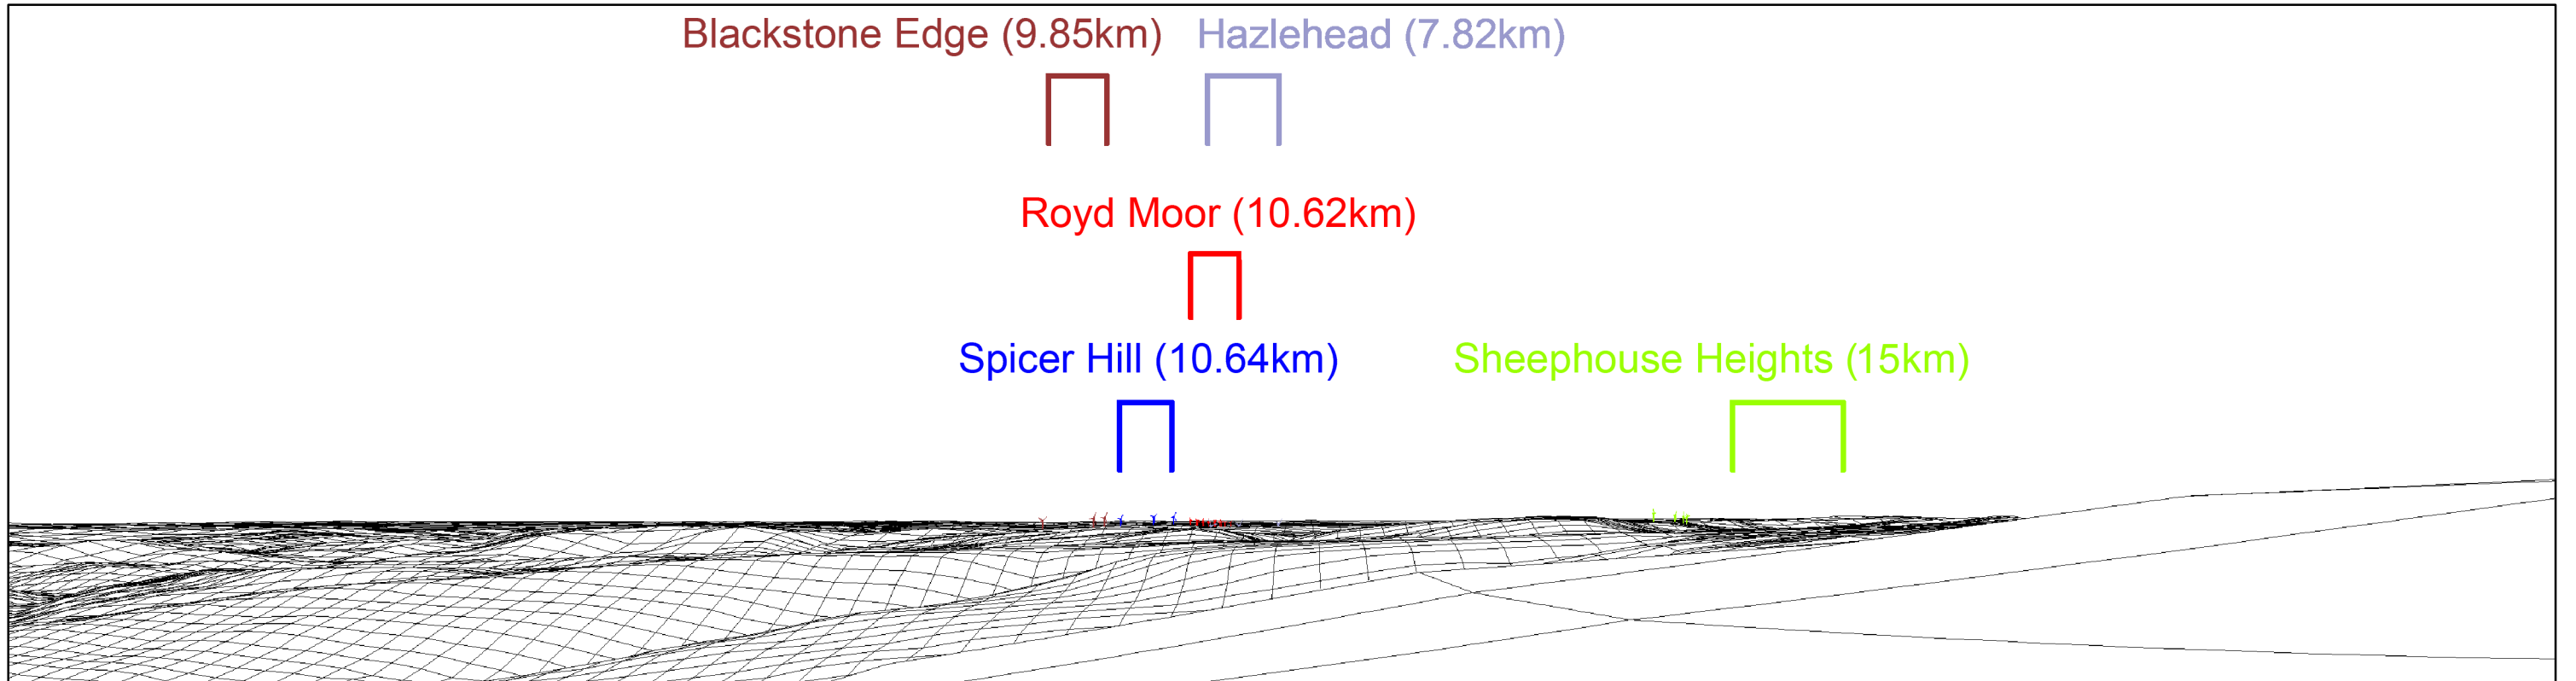 Blackstone Edge (9.85km) Hazlehead (7.82km)
Royd Moor (10.62km)
Spicer Hill (10.64km) Sheephouse Heights (15km)